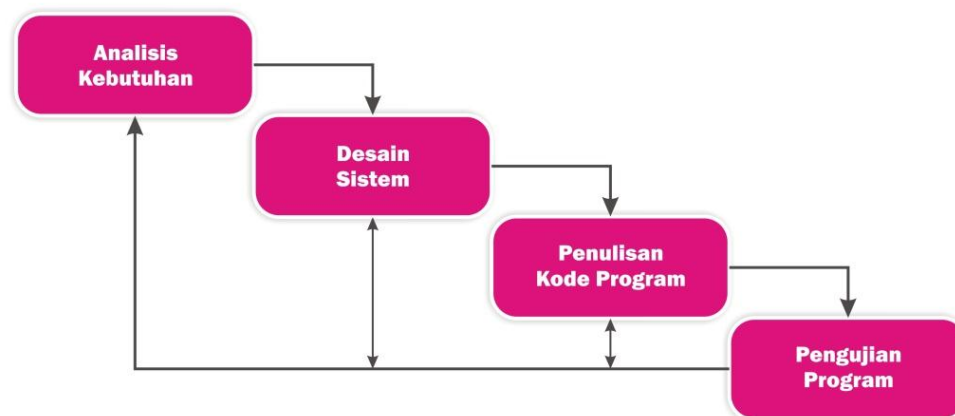 Analisis
Kebutuhan
Desain
Sistem
Penulisan
Kode Program
Pengujian
Program